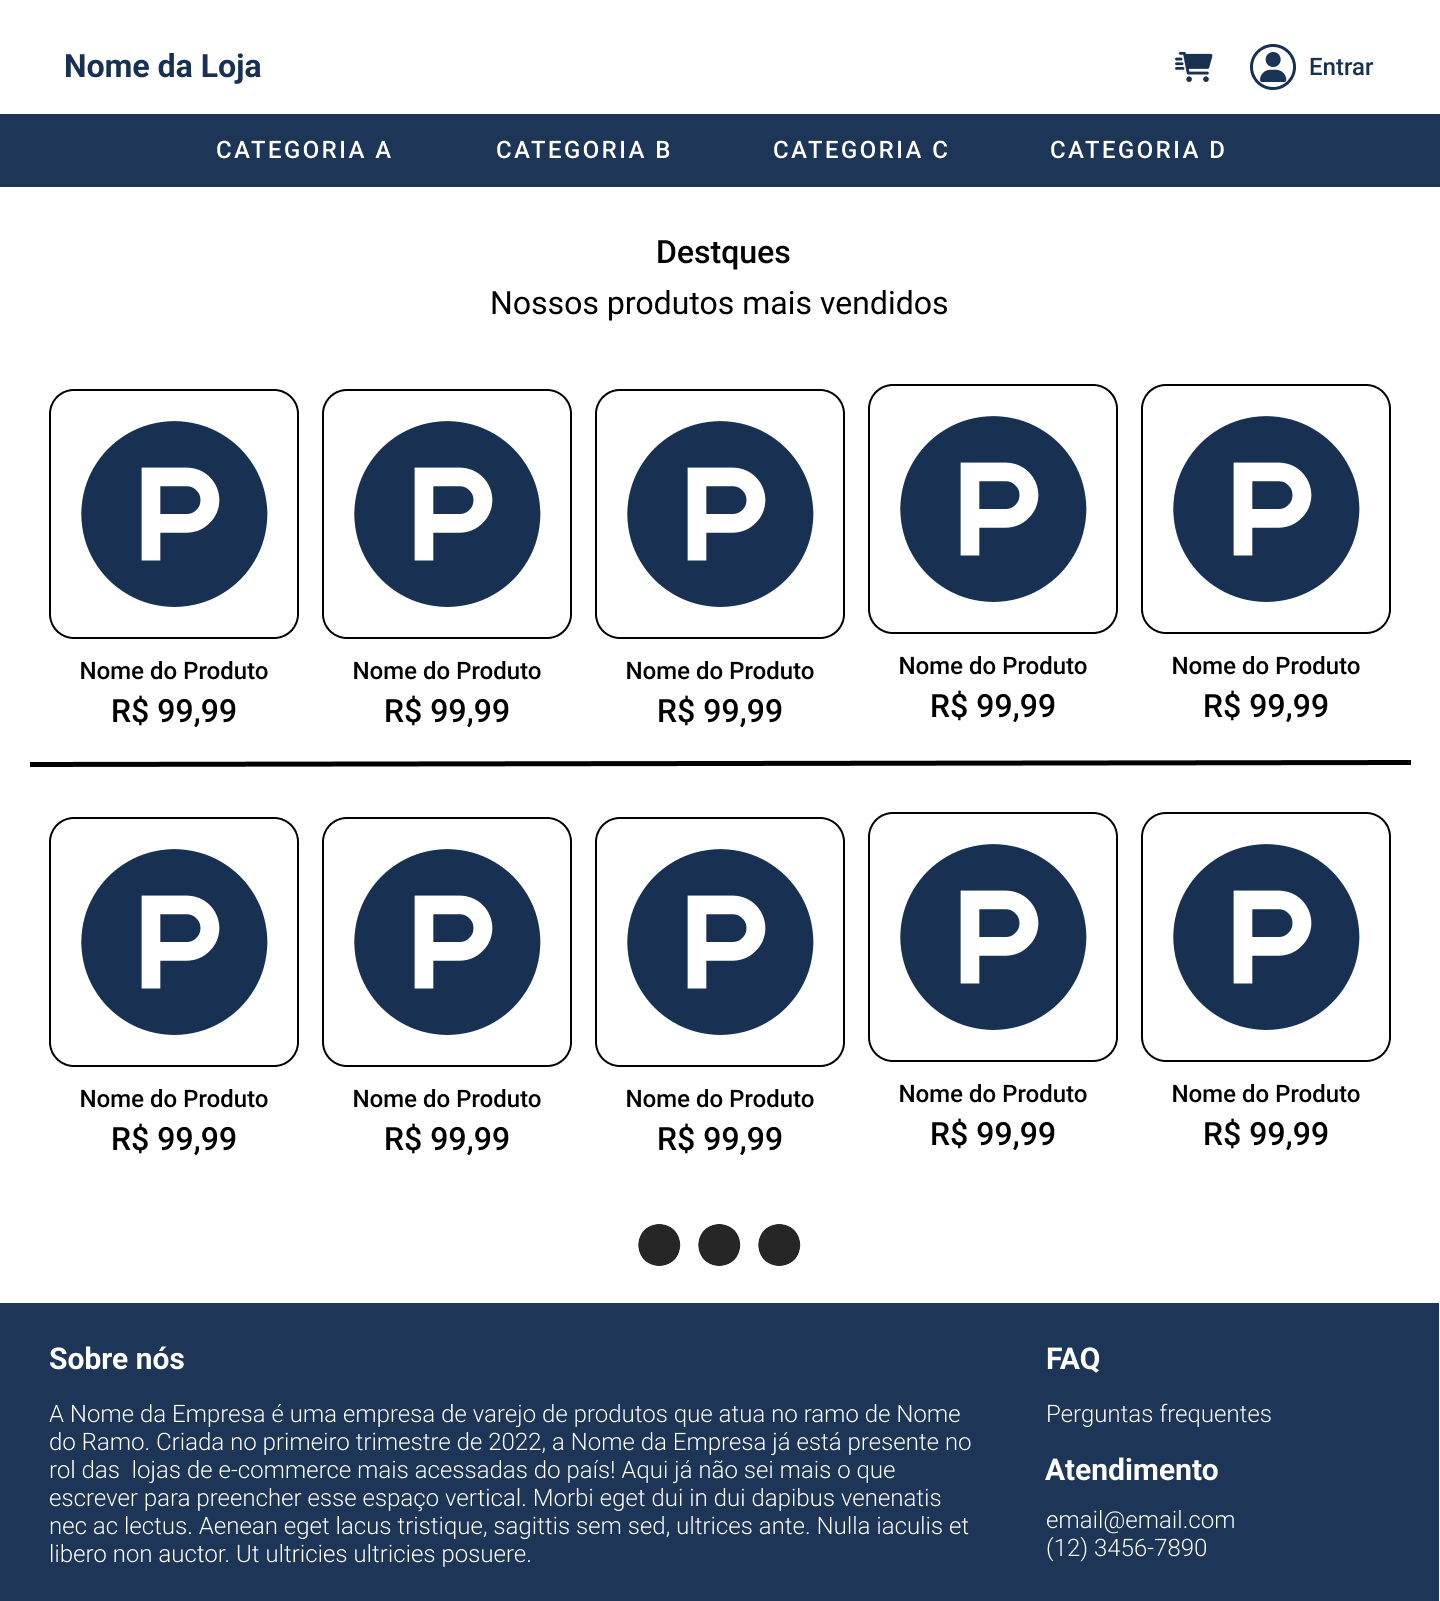 Nome da Loja
Entrar
CATEGORIA A
CATEGORIA B
CATEGORIA C
CATEGORIA D
Destques
Nossos produtos mais vendidos
P
P
P
P
P
Nome do Produto
R$ 99,99
Nome do Produto
R$ 99,99
Nome do Produto
R$ 99,99
Nome do Produto
R$ 99,99
Nome do Produto
R$ 99,99
P
P
P
P
P
Nome do Produto
R$ 99,99
Nome do Produto
R$ 99,99
Nome do Produto
R$ 99,99
Nome do Produto
R$ 99,99
Nome do Produto
R$ 99,99
Sobre nós
A Nome da Empresa é uma empresa de varejo de produtos que atua no ramo de Nome
do Ramo. Criada no primeiro trimestre de 2022, a Nome da Empresa já está presente no
rol das  lojas de e-commerce mais acessadas do país! Aqui já não sei mais o que
escrever para preencher esse espaço vertical. Morbi eget dui in dui dapibus venenatis
nec ac lectus. Aenean eget lacus tristique, sagittis sem sed, ultrices ante. Nulla iaculis et
libero non auctor. Ut ultricies ultricies posuere.
FAQ
Perguntas frequentes
Atendimento
email@email.com
(12) 3456-7890